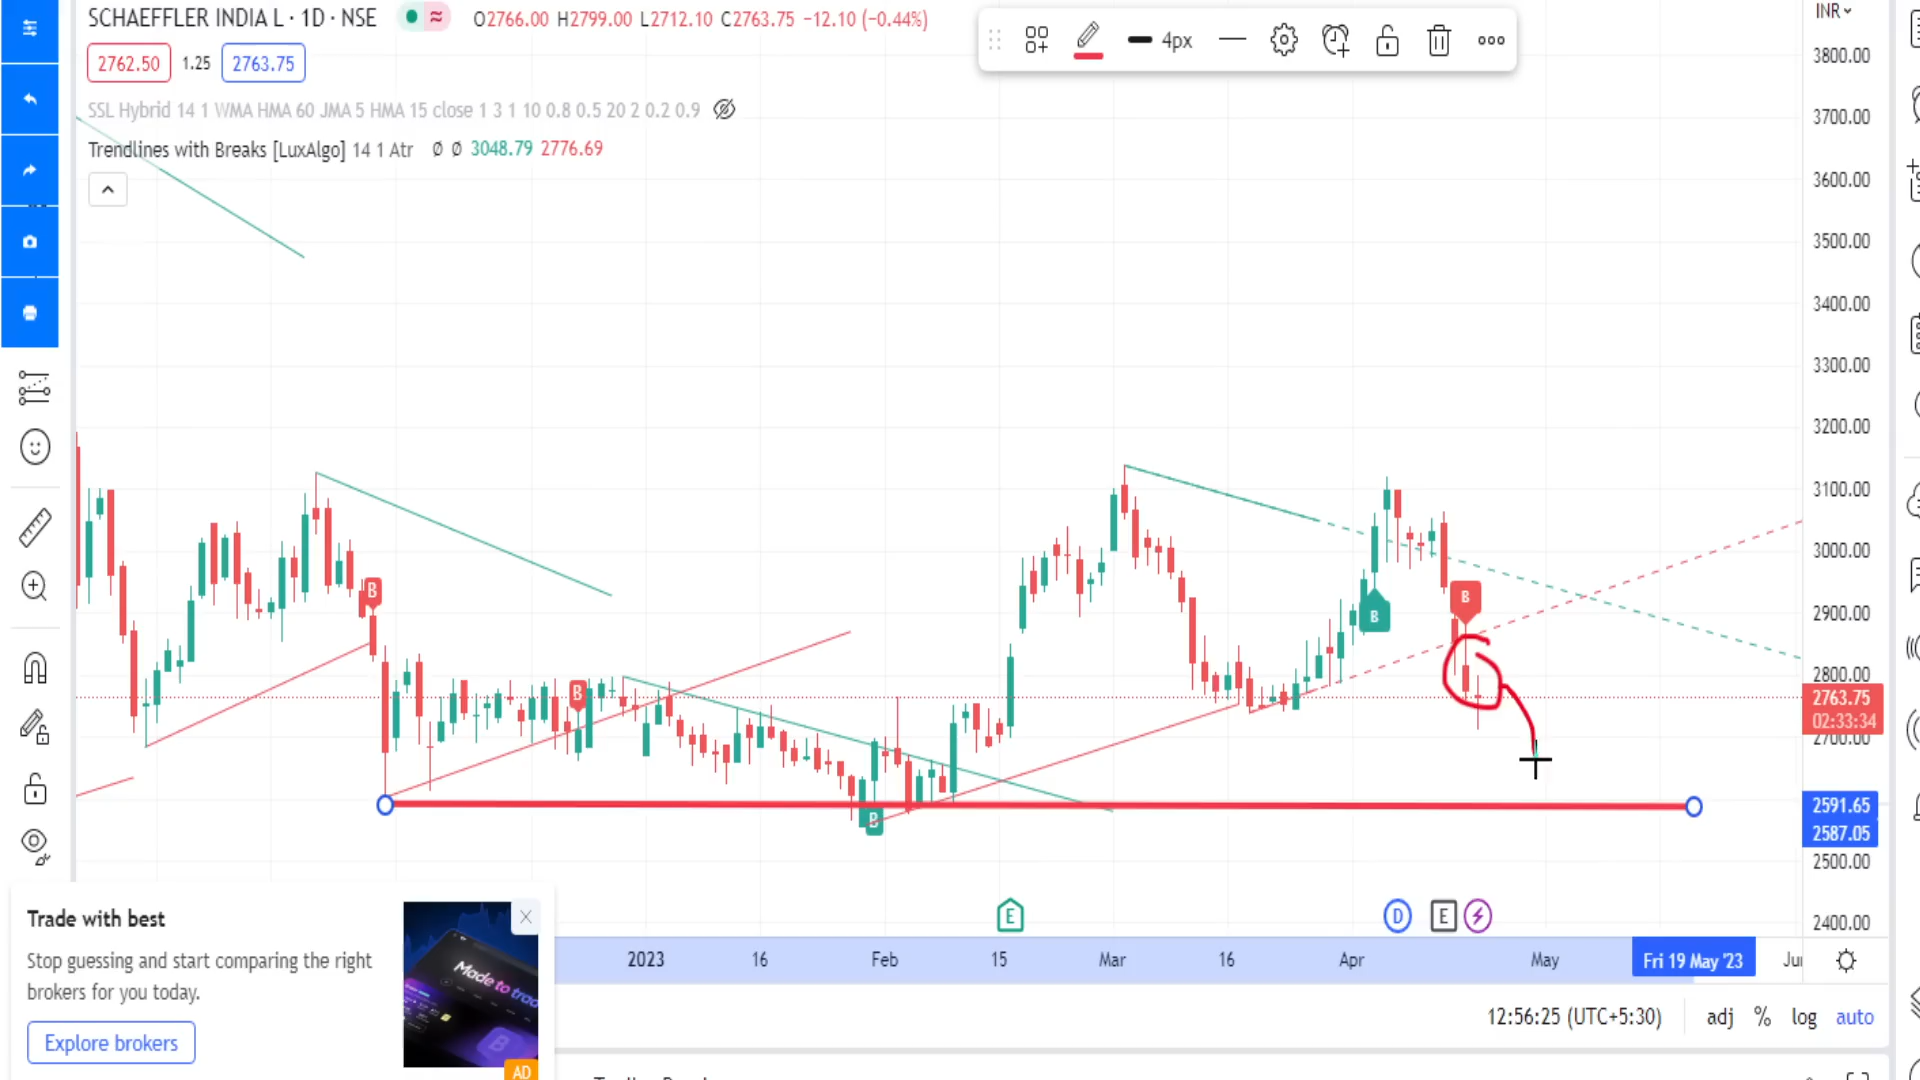 SCHAEFFLER INDIA L · 1D · NSE
O2766.00 H2799.00 L2712.10 C2763.75 −12.10 (−0.44%)
2762.50 1.25 2763.75
SSL Hybrid 14 1 WMA HMA 60 JMA 5 HMA 15 close 1 3 1 10 0.8 0.5 20 2 0.2 0.9
Trendlines with Breaks [LuxAlgo] 14 1 Atr ∅ ∅ 3048.79 2776.69
4px
INR
3800.00
3700.00
3600.00
3500.00
3400.00
3300.00
3200.00
3100.00
3000.00
2900.00
2800.00
2763.75
02:33:34
2700.00
2591.65
2587.05
2500.00
2400.00
B
B
B
B
B
E
D
E
2023 16 Feb 15 Mar 16 Apr May Fri 19 May '23
12:56:25 (UTC+5:30) adj % log auto
Trade with best
Stop guessing and start comparing the right
brokers for you today.
Explore brokers
Made to trad
B
AD